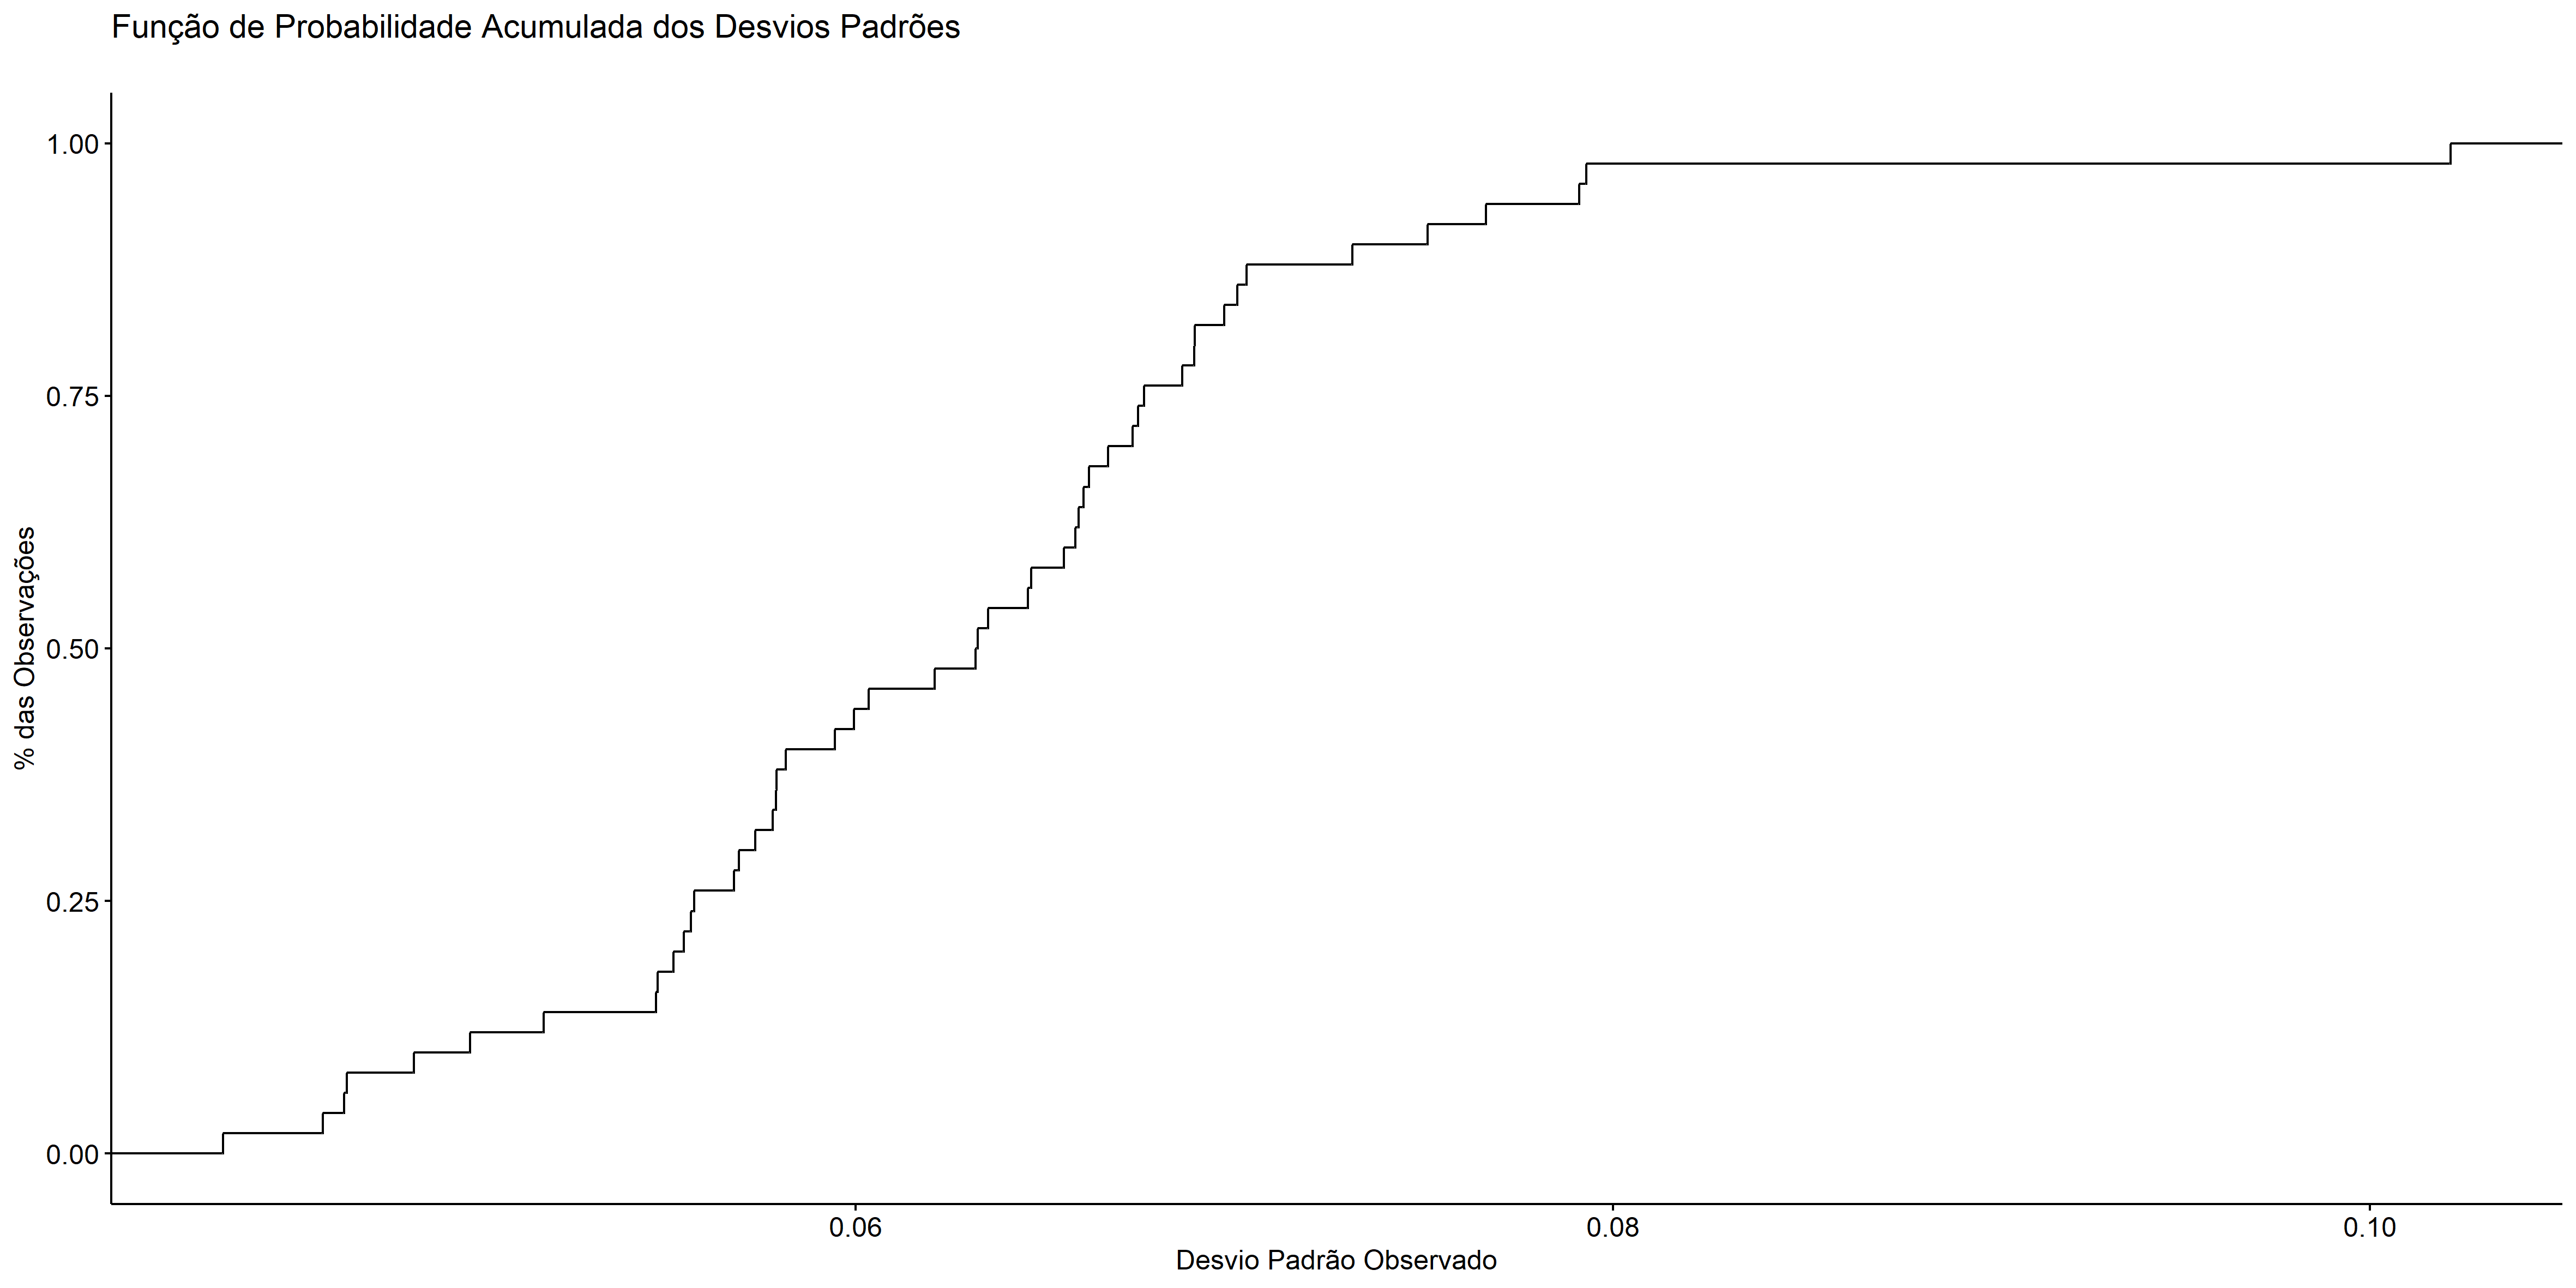 Função de Probabilidade Acumulada dos Desvios Padrões
1.00
0.75
0.50
0.25
0.00
% das Observações
0.06
0.08
0.10
Desvio Padrão Observado